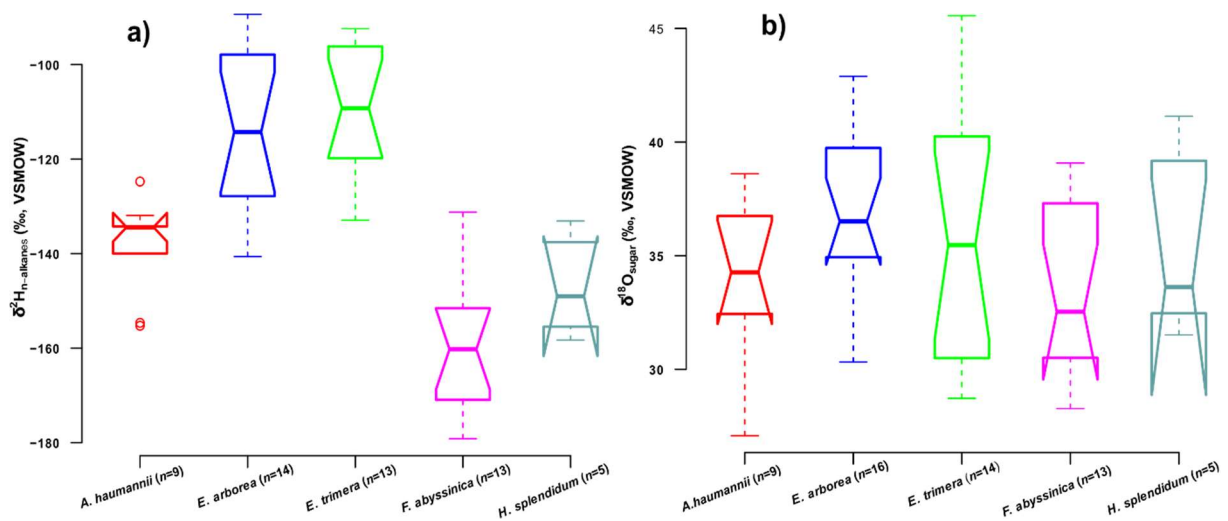 a)
δ²Hn−alkanes (‰, VSMOW)
−100
−120
−140
−160
−180
A. haumannii (n=9)
E. arborea (n=14)
E. trimera (n=13)
F. abyssinica (n=13)
H. splendidum (n=5)
b)
δ¹⁸Osugar (‰, VSMOW)
45
40
35
30
A.haumannii (n=9)
E. arborea (n=16)
E. trimera (n=14)
F. abyssinica (n=13)
H. splendidum (n=5)